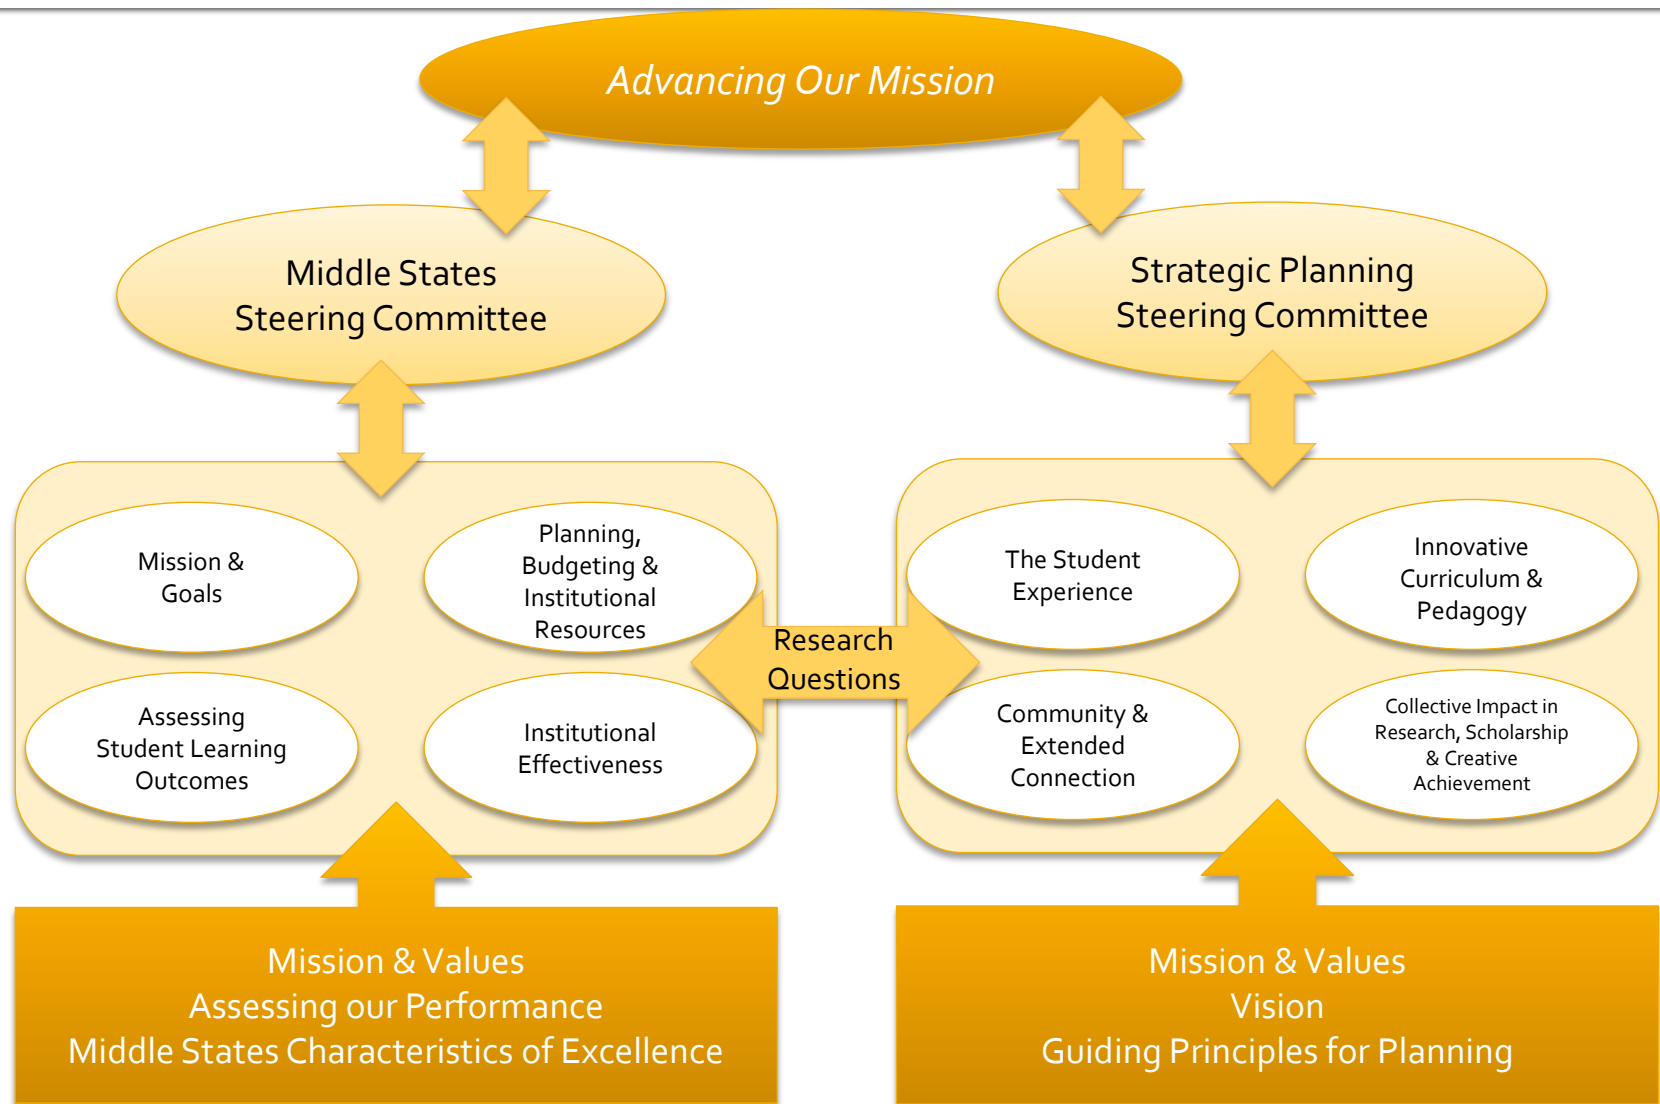 Advancing Our Mission
Middle States
Steering Committee
Strategic Planning
Steering Committee
Mission &
Goals
Planning,
Budgeting &
Institutional
Resources
Assessing
Student Learning
Outcomes
Institutional
Effectiveness
Research
Questions
The Student
Experience
Innovative
Curriculum &
Pedagogy
Community &
Extended
Connection
Collective Impact in
Research, Scholarship
& Creative
Achievement
Mission & Values
Assessing our Performance
Middle States Characteristics of Excellence
Mission & Values
Vision
Guiding Principles for Planning